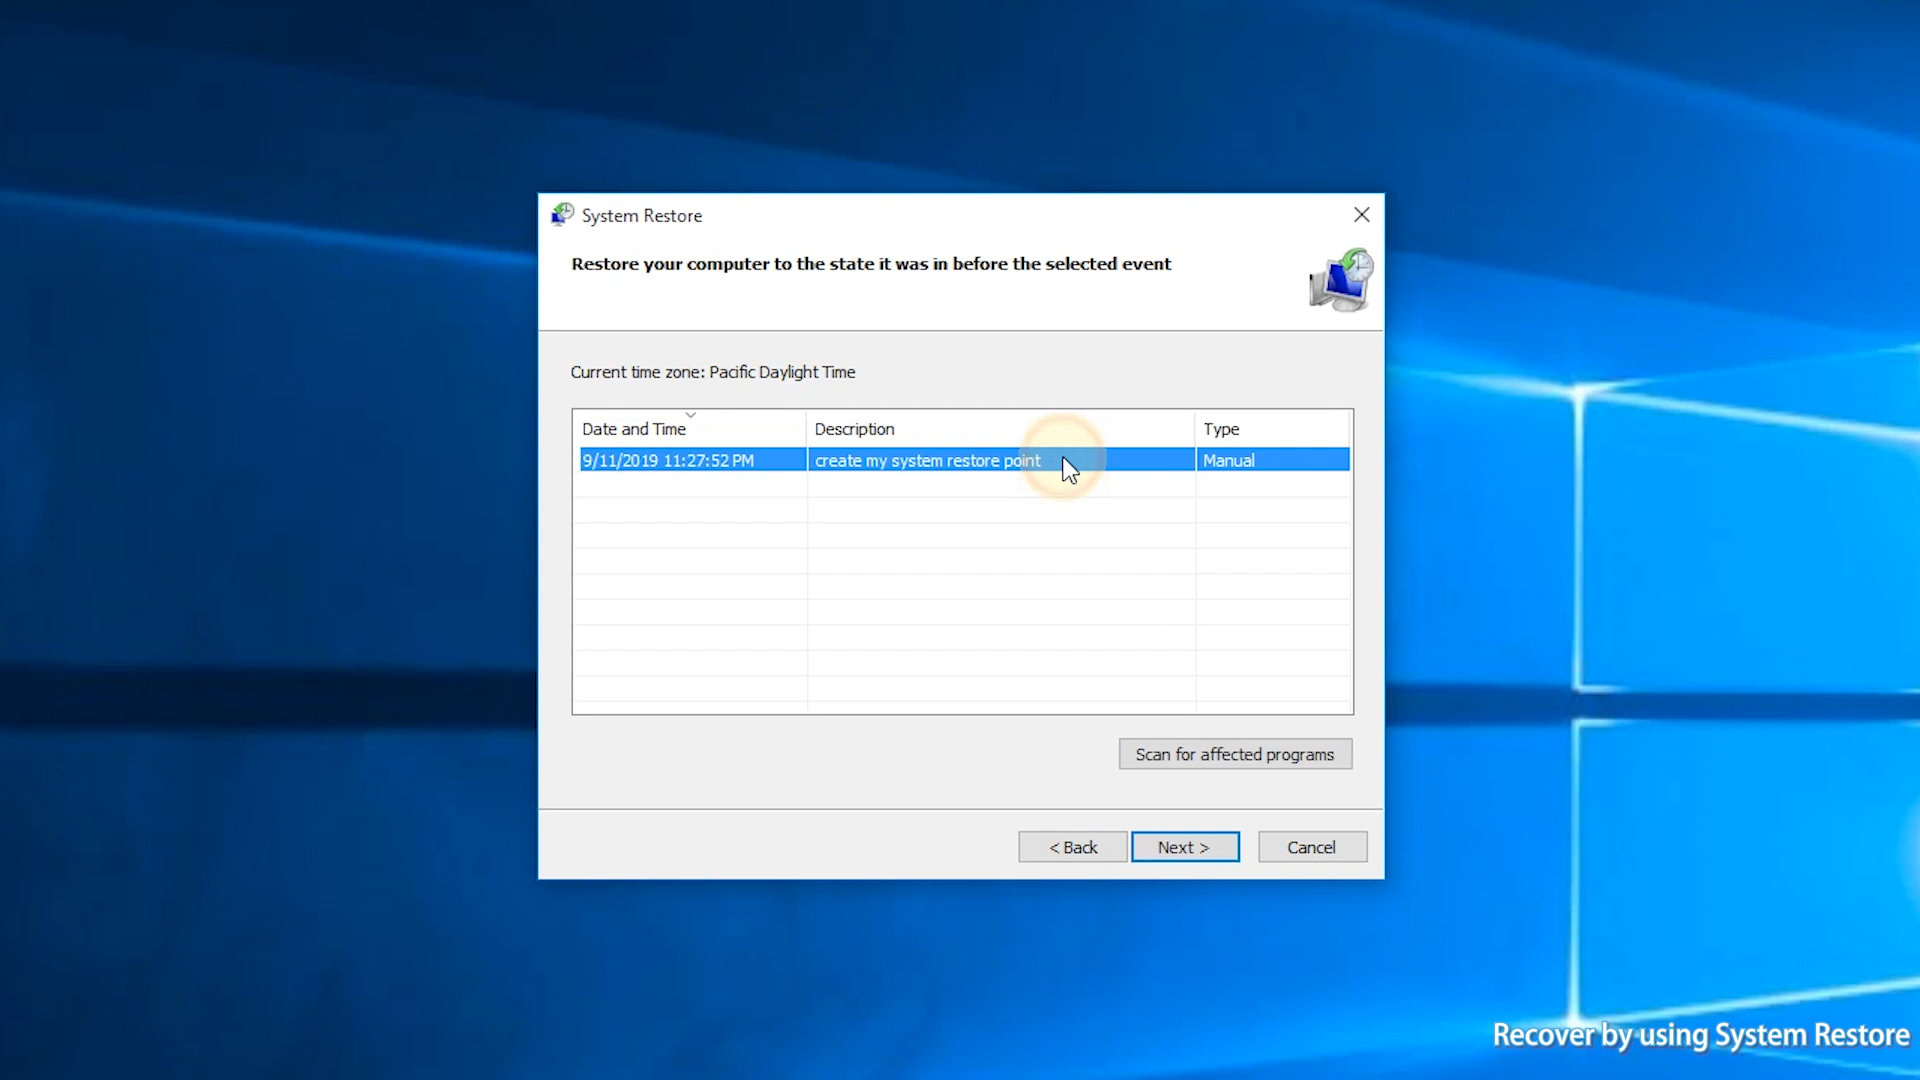 System Restore
Restore your computer to the state it was in before the selected event
Current time zone: Pacific Daylight Time
Date and Time Description Type
9/11/2019 11:27:52 PM create my system restore point Manual
Scan for affected programs
< Back Next > Cancel
Recover by using System Restore